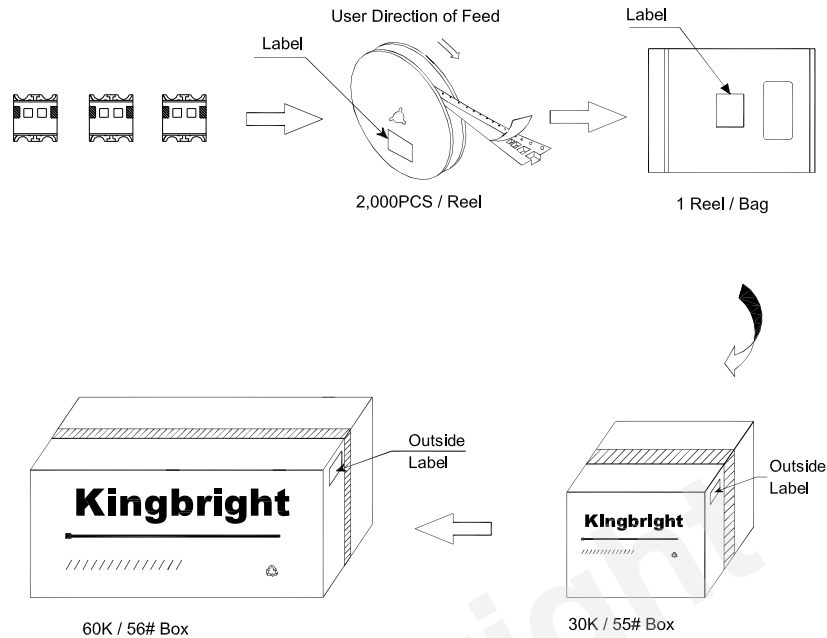 User Direction of Feed
Label
Label
2,000PCS / Reel
1 Reel / Bag
Outside
Label
Kingbright
60K / 56# Box
Outside
Label
Kingbright
30K / 55# Box
right